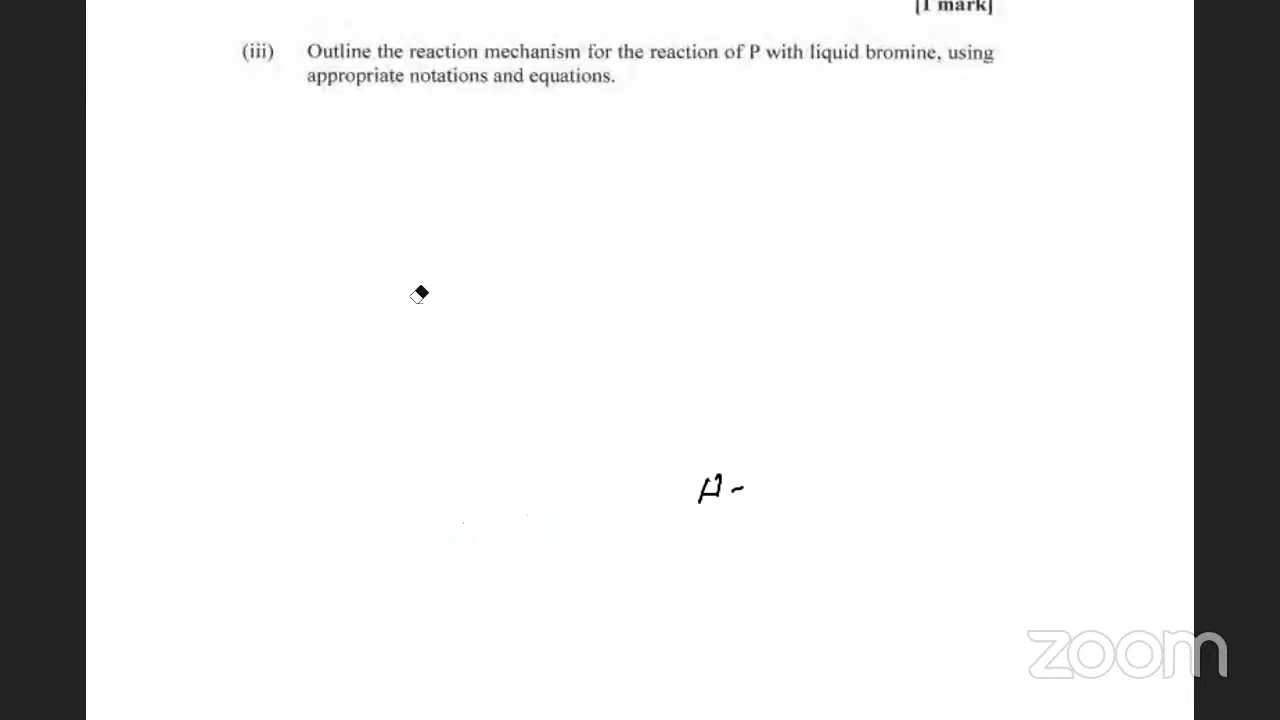 [1 mark]
(iii) Outline the reaction mechanism for the reaction of P with liquid bromine, using
appropriate notations and equations.
zoom